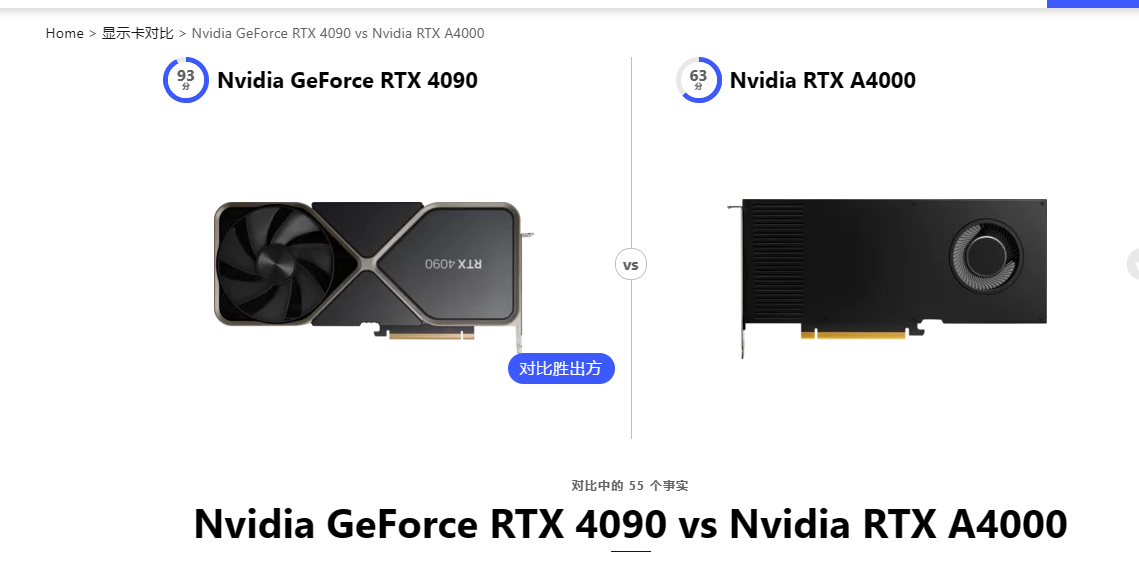 Home > 显示卡对比 > Nvidia GeForce RTX 4090 vs Nvidia RTX A4000
93
分
Nvidia GeForce RTX 4090
63
分
Nvidia RTX A4000
RTX 4090
vs
对比胜出方
对比中的 55 个事实
Nvidia GeForce RTX 4090 vs Nvidia RTX A4000